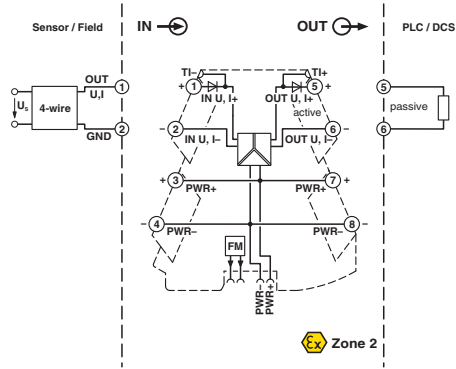 Sensor / Field
IN
OUT
PLC / DCS
TI–
TI+
OUT
1
+ 1
5 +
5
U,I
IN U, I+
OUT U, I+
Us
4-wire
active
passive
– 2
6 –
2
6
GND
IN U, I–
OUT U, I–
+ 3
7 +
PWR+
PWR+
– 4
8 –
PWR–
PWR–
FM
PWR–
PWR+
Ex Zone 2